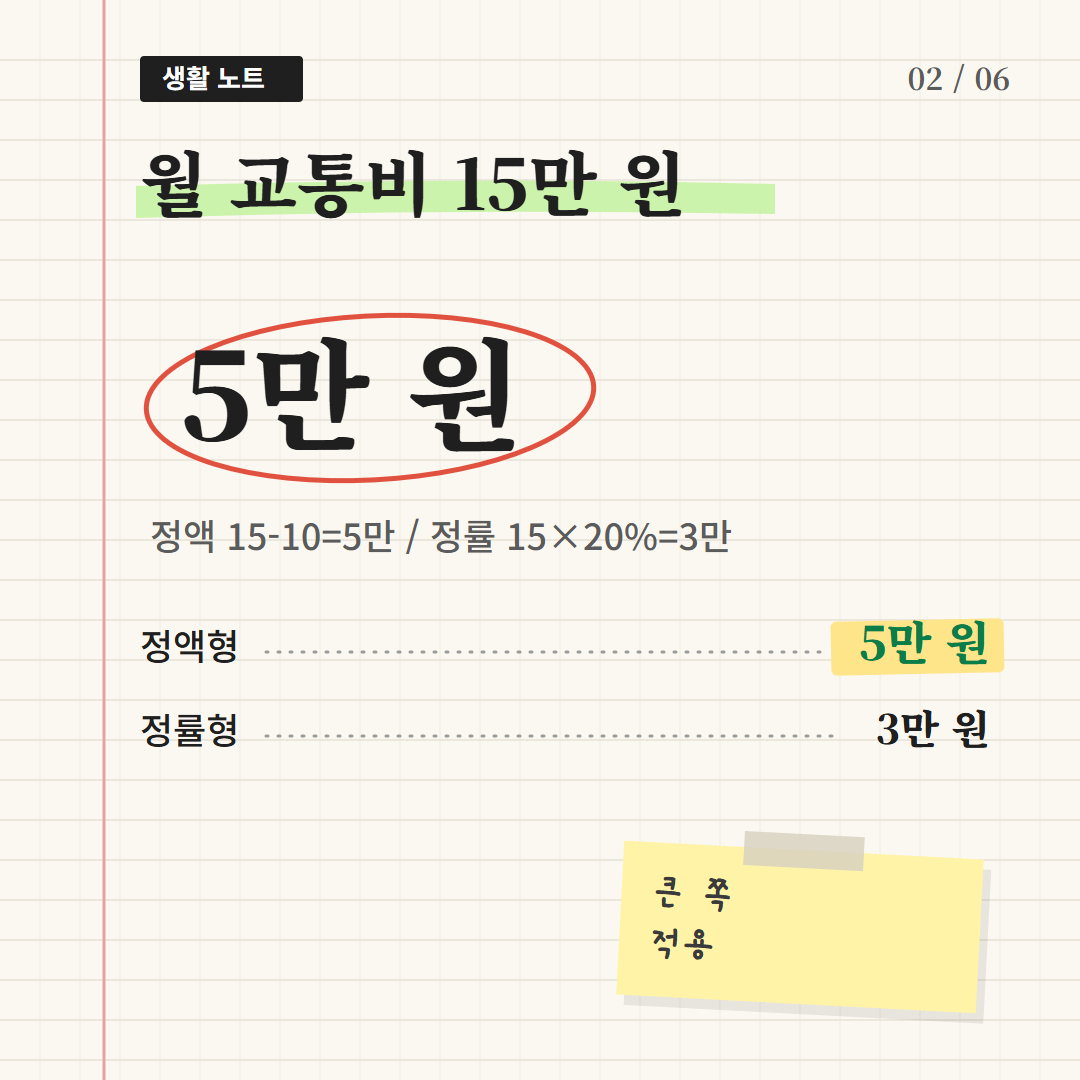 생활 노트
02 / 06
월 교통비 15만 원
5만 원
정액 15-10=5만 / 정률 15×20%=3만
정액형 5만 원
정률형 3만 원
큰 쪽
적용